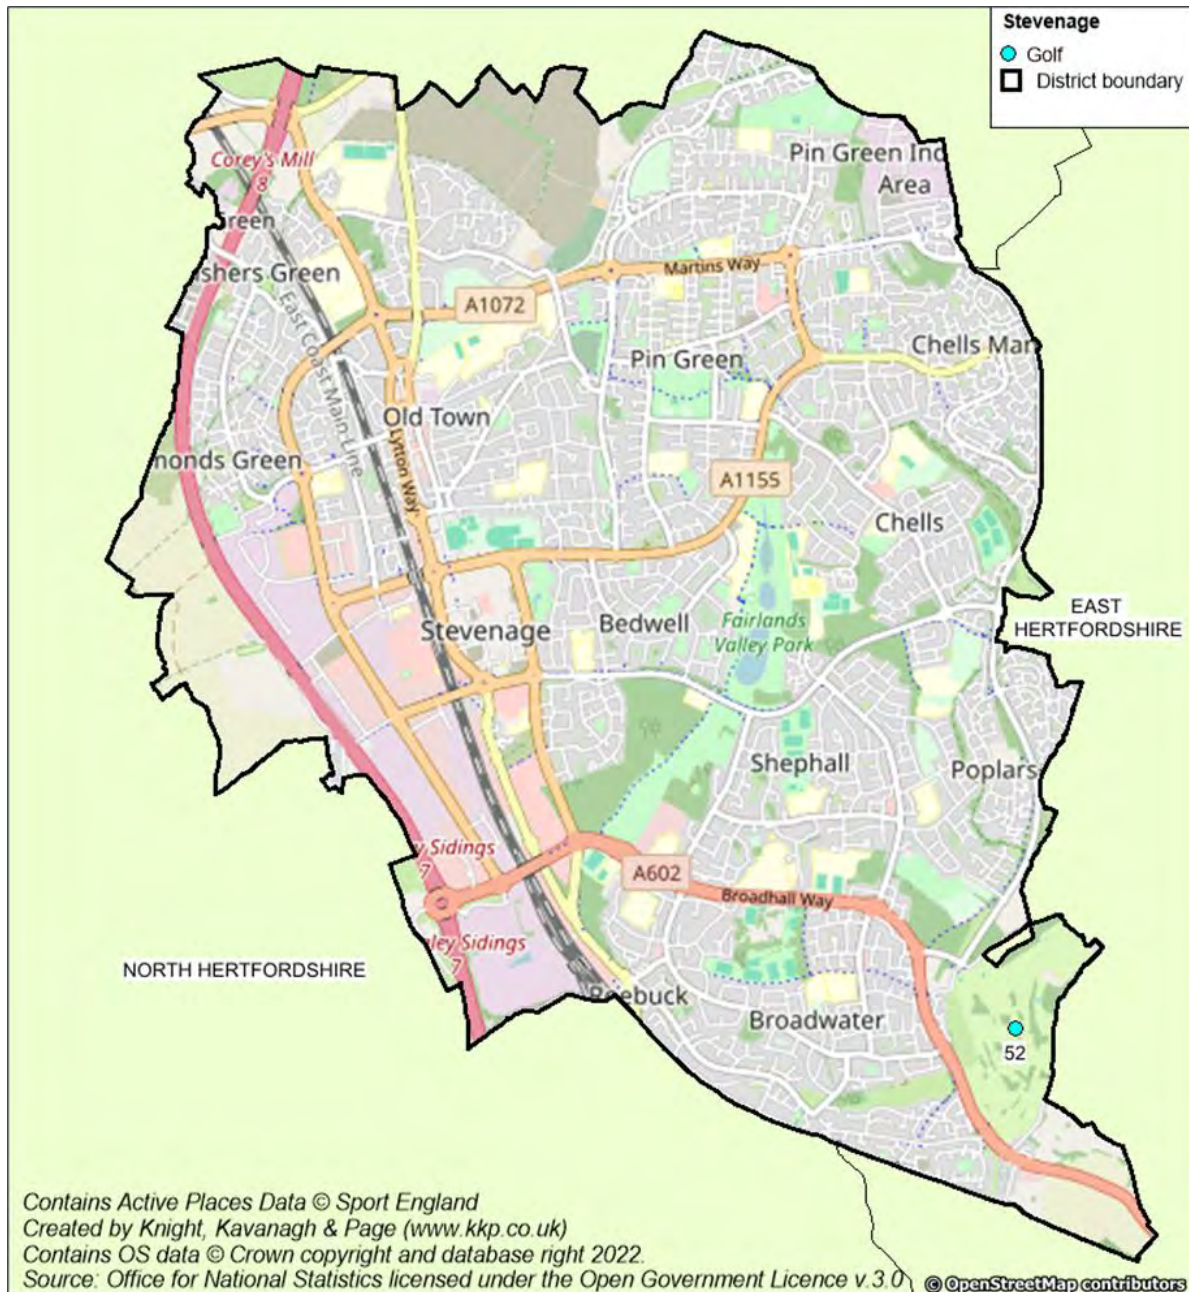 Stevenage
Golf
District boundary
Corey's Mill
8
Pin Green Ind
Area
Green
shers Green
Martins Way
A1072
East Coast Main Line
Pin Green
Chells Man
Old Town
Lytton Way
monds Green
A1155
Chells
EAST
HERTFORDSHIRE
Stevenage
Bedwell
Fairlands
Valley Park
Shephall
Poplars
y Sidings
7
A602
Broadhall Way
ley Sidings
7
NORTH HERTFORDSHIRE
Roebuck
Broadwater
52
Contains Active Places Data © Sport England
Created by Knight, Kavanagh & Page (www.kkp.co.uk)
Contains OS data © Crown copyright and database right 2022.
Source: Office for National Statistics licensed under the Open Government Licence v.3.0
© OpenStreetMap contributors